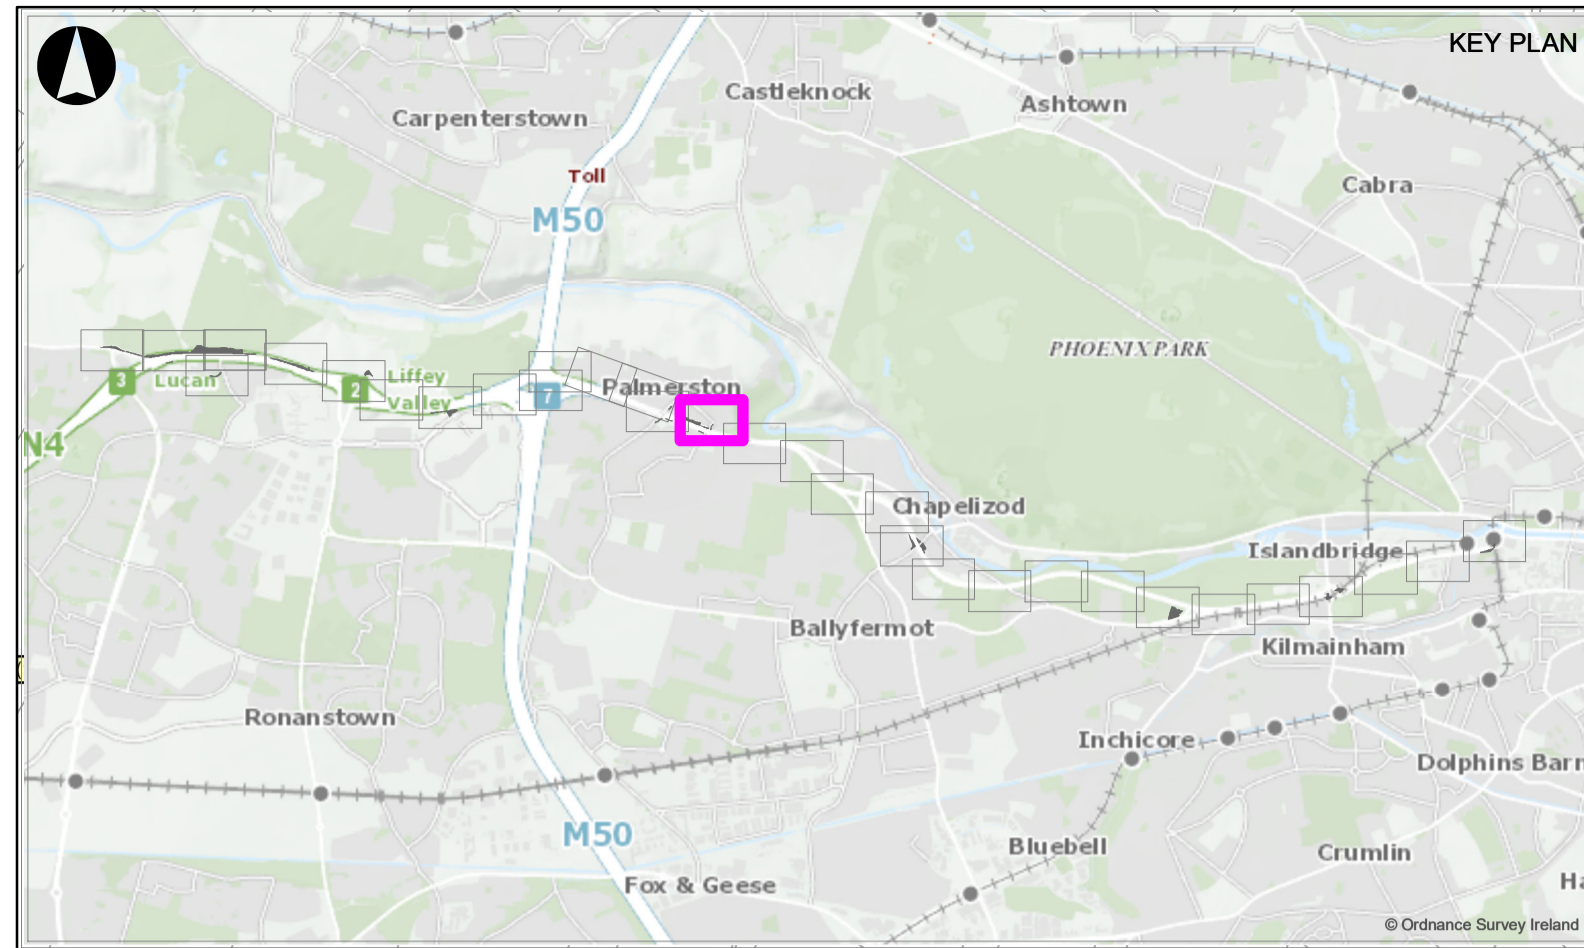 KEY PLAN
Castleknock
Ashtown
Carpenterstown
Toll
Cabra
M50
PHOENIX PARK
Liffey
Valley
3
Lucan
2
7
Palmerston
N4
Chapelizod
Islandbridge
Ballyfermot
Kilmainham
Ronanstown
Inchicore
Dolphins Barn
M50
Bluebell
Crumlin
Fox & Geese
Ha
© Ordnance Survey Ireland